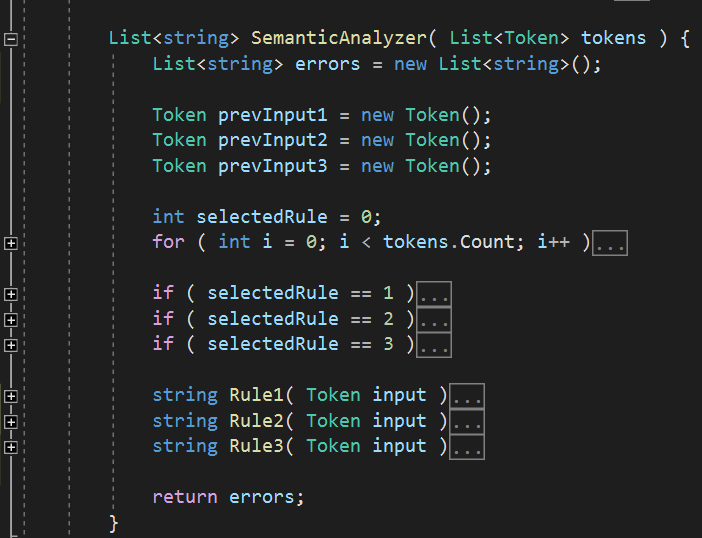 List<string> SemanticAnalyzer( List<Token> tokens ) {
List<string> errors = new List<string>();
Token prevInput1 = new Token();
Token prevInput2 = new Token();
Token prevInput3 = new Token();
int selectedRule = 0;
for ( int i = 0; i < tokens.Count; i++ )...
if ( selectedRule == 1 )...
if ( selectedRule == 2 )...
if ( selectedRule == 3 )...
string Rule1( Token input )...
string Rule2( Token input )...
string Rule3( Token input )...
return errors;
}